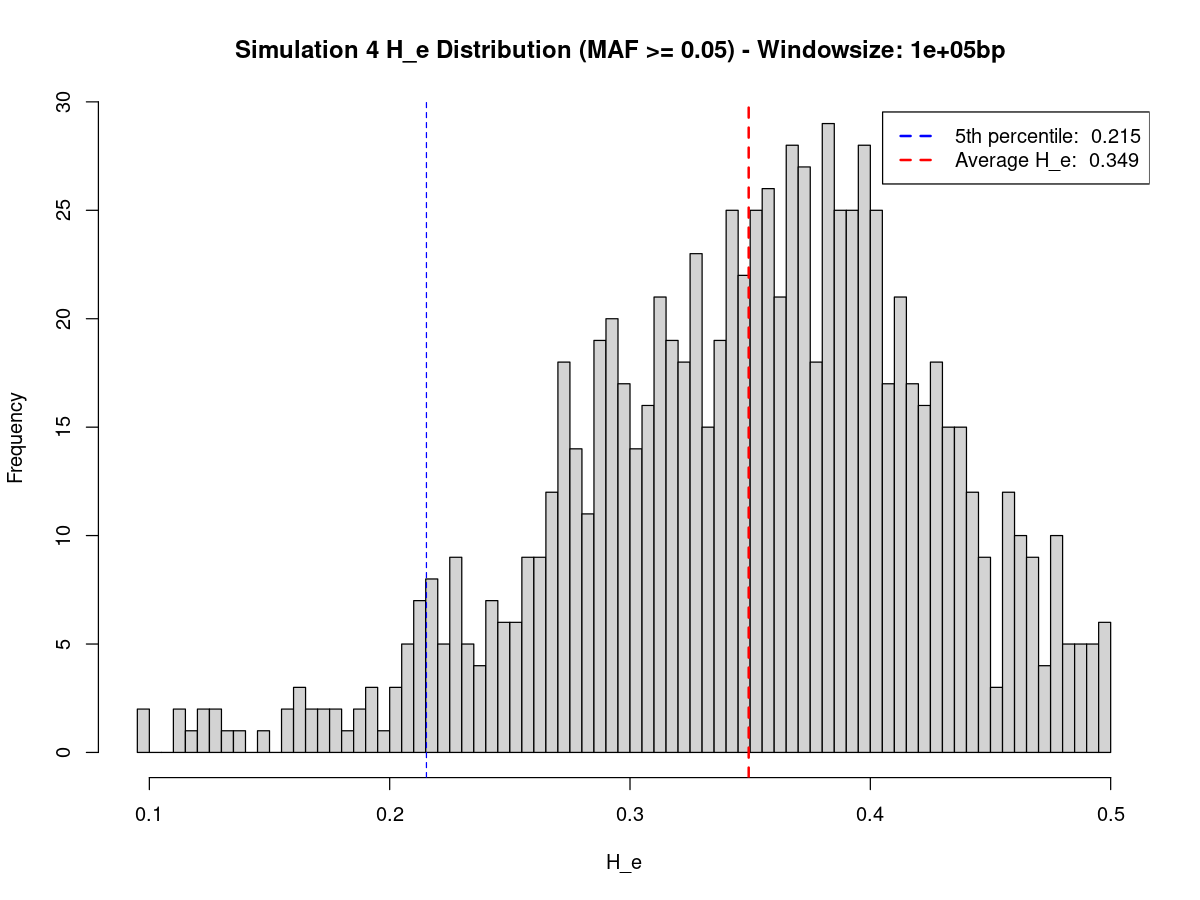 Simulation 4 H_e Distribution (MAF >= 0.05) - Windowsize: 1e+05bp
5th percentile: 0.215
Average H_e: 0.349
Frequency
30
25
20
15
10
5
0
0.1 0.2 0.3 0.4 0.5
H_e